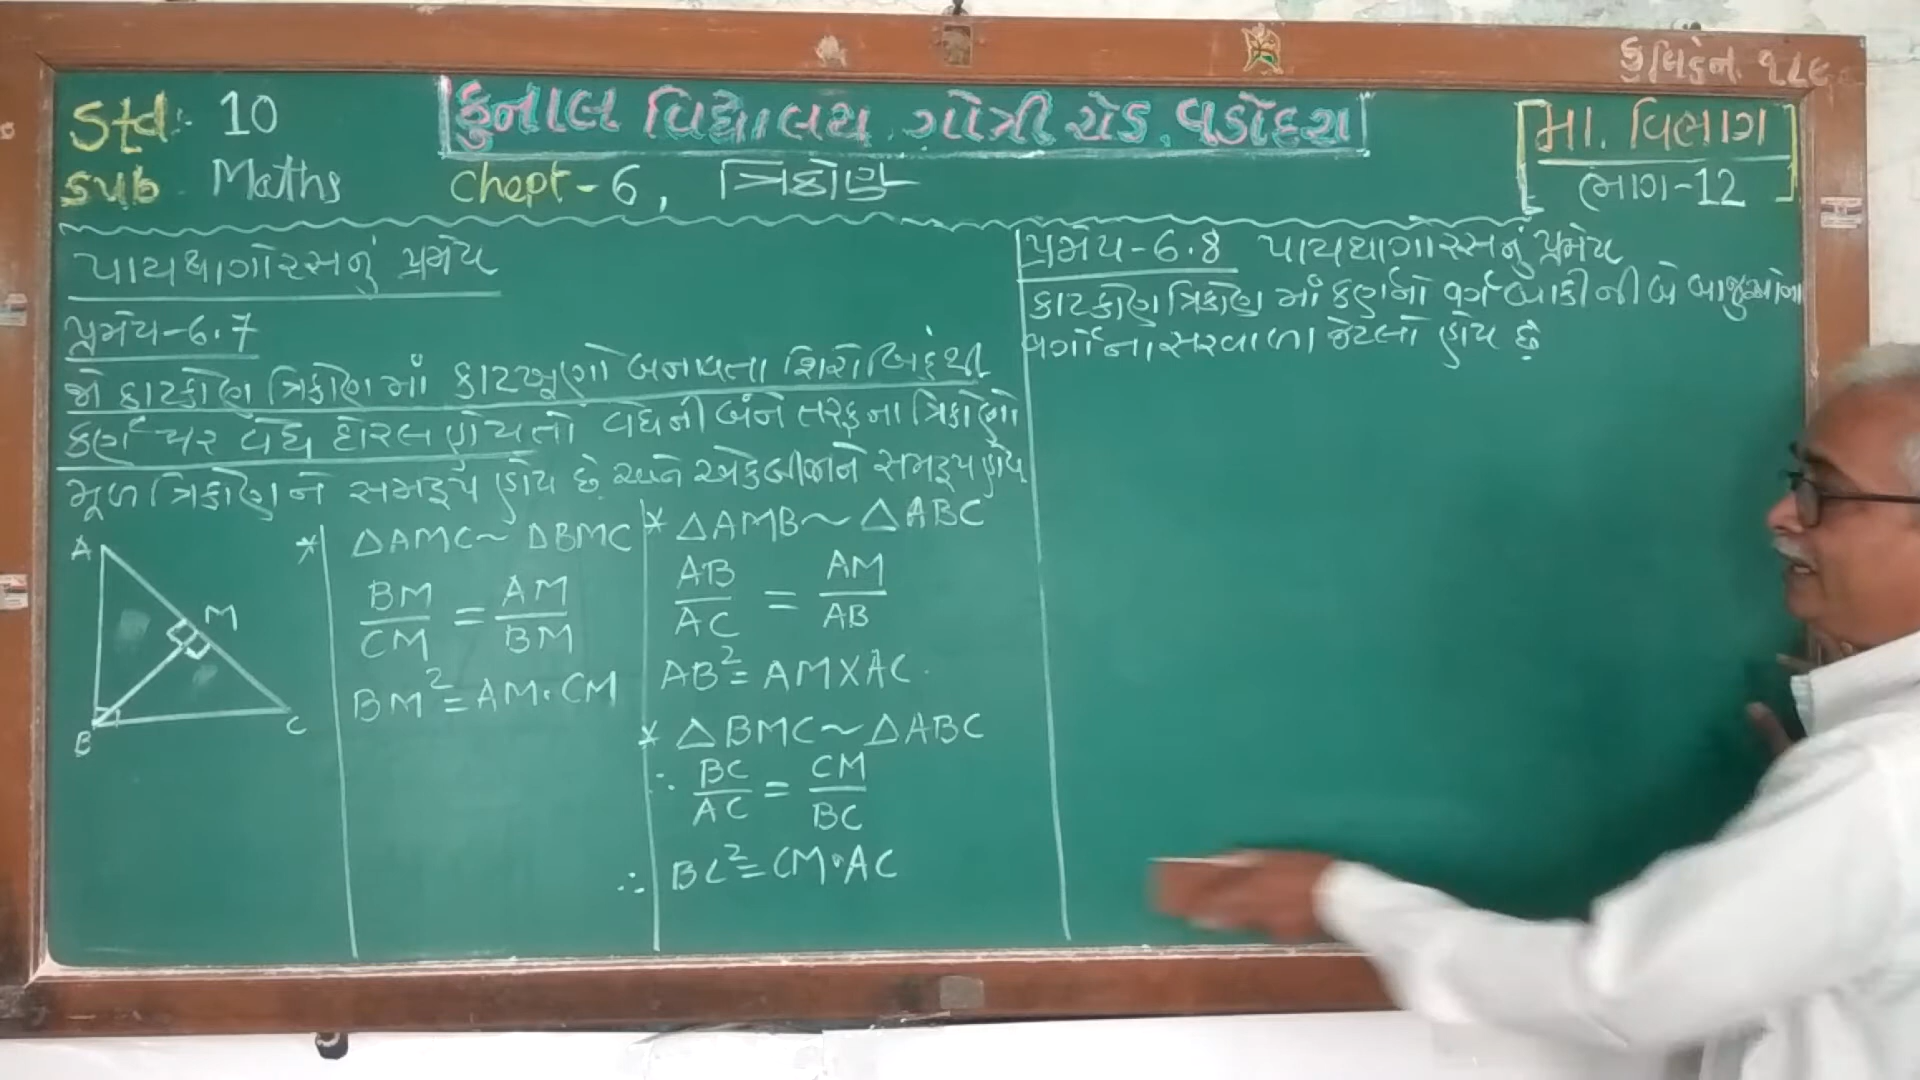 Std: 10
કુનાલ વિદ્યાલય ગોત્રી રોડ, વડોદરા
મા. વિભાગ
ભાગ-12
Sub Maths
Chept-6, ત્રિકોણ
પાયથાગોરસનું પ્રમેય
પ્રમેય-6.7
જો કાટકોણ ત્રિકોણમાં કાટખૂણો બનાવતા શિરોબિંદુથી
કર્ણ પર વેધ દોરેલ હોય તો વેધની બંને તરફના ત્રિકોણો
મૂળ ત્રિકોણને સમરૂપ હોય છે અને એકબીજાને સમરૂપ હોય
A
M
B
C
* △AMC ~ △BMC
BM/CM = AM/BM
BM² = AM·CM
* △AMB ~ △ABC
AB/AC = AM/AB
AB² = AM X AC.
* △BMC ~ △ABC
∴ BC/AC = CM/BC
∴ BC² = CM·AC
પ્રમેય-6.8 પાયથાગોરસનું પ્રમેય
કાટકોણ ત્રિકોણમાં કર્ણનો વર્ગ બાકીની બે બાજુઓના
વર્ગોના સરવાળા જેટલો હોય છે